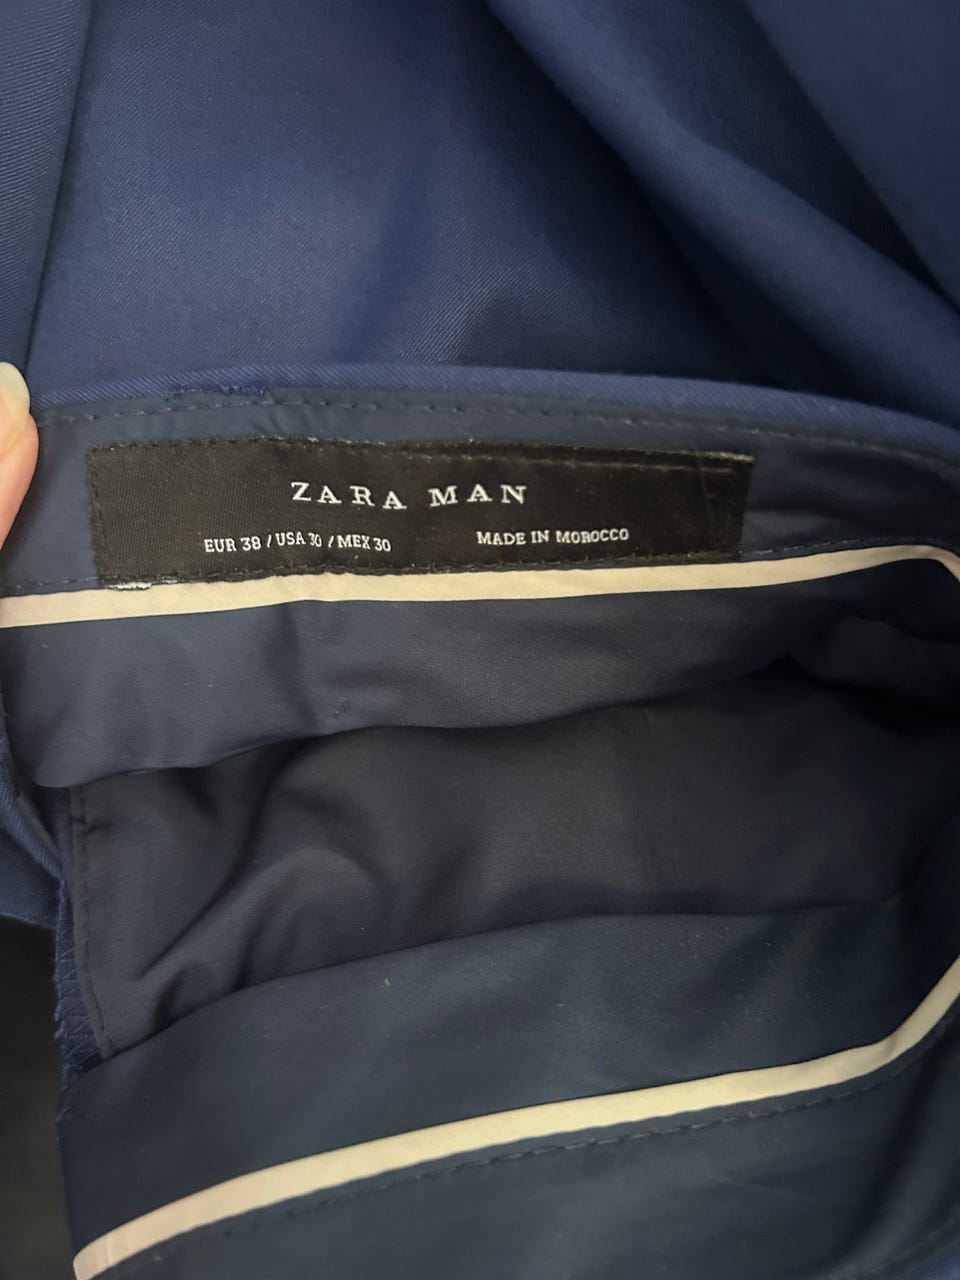 ZARA MAN
EUR 38 / USA 30 / MEX 30 MADE IN MOROCCO